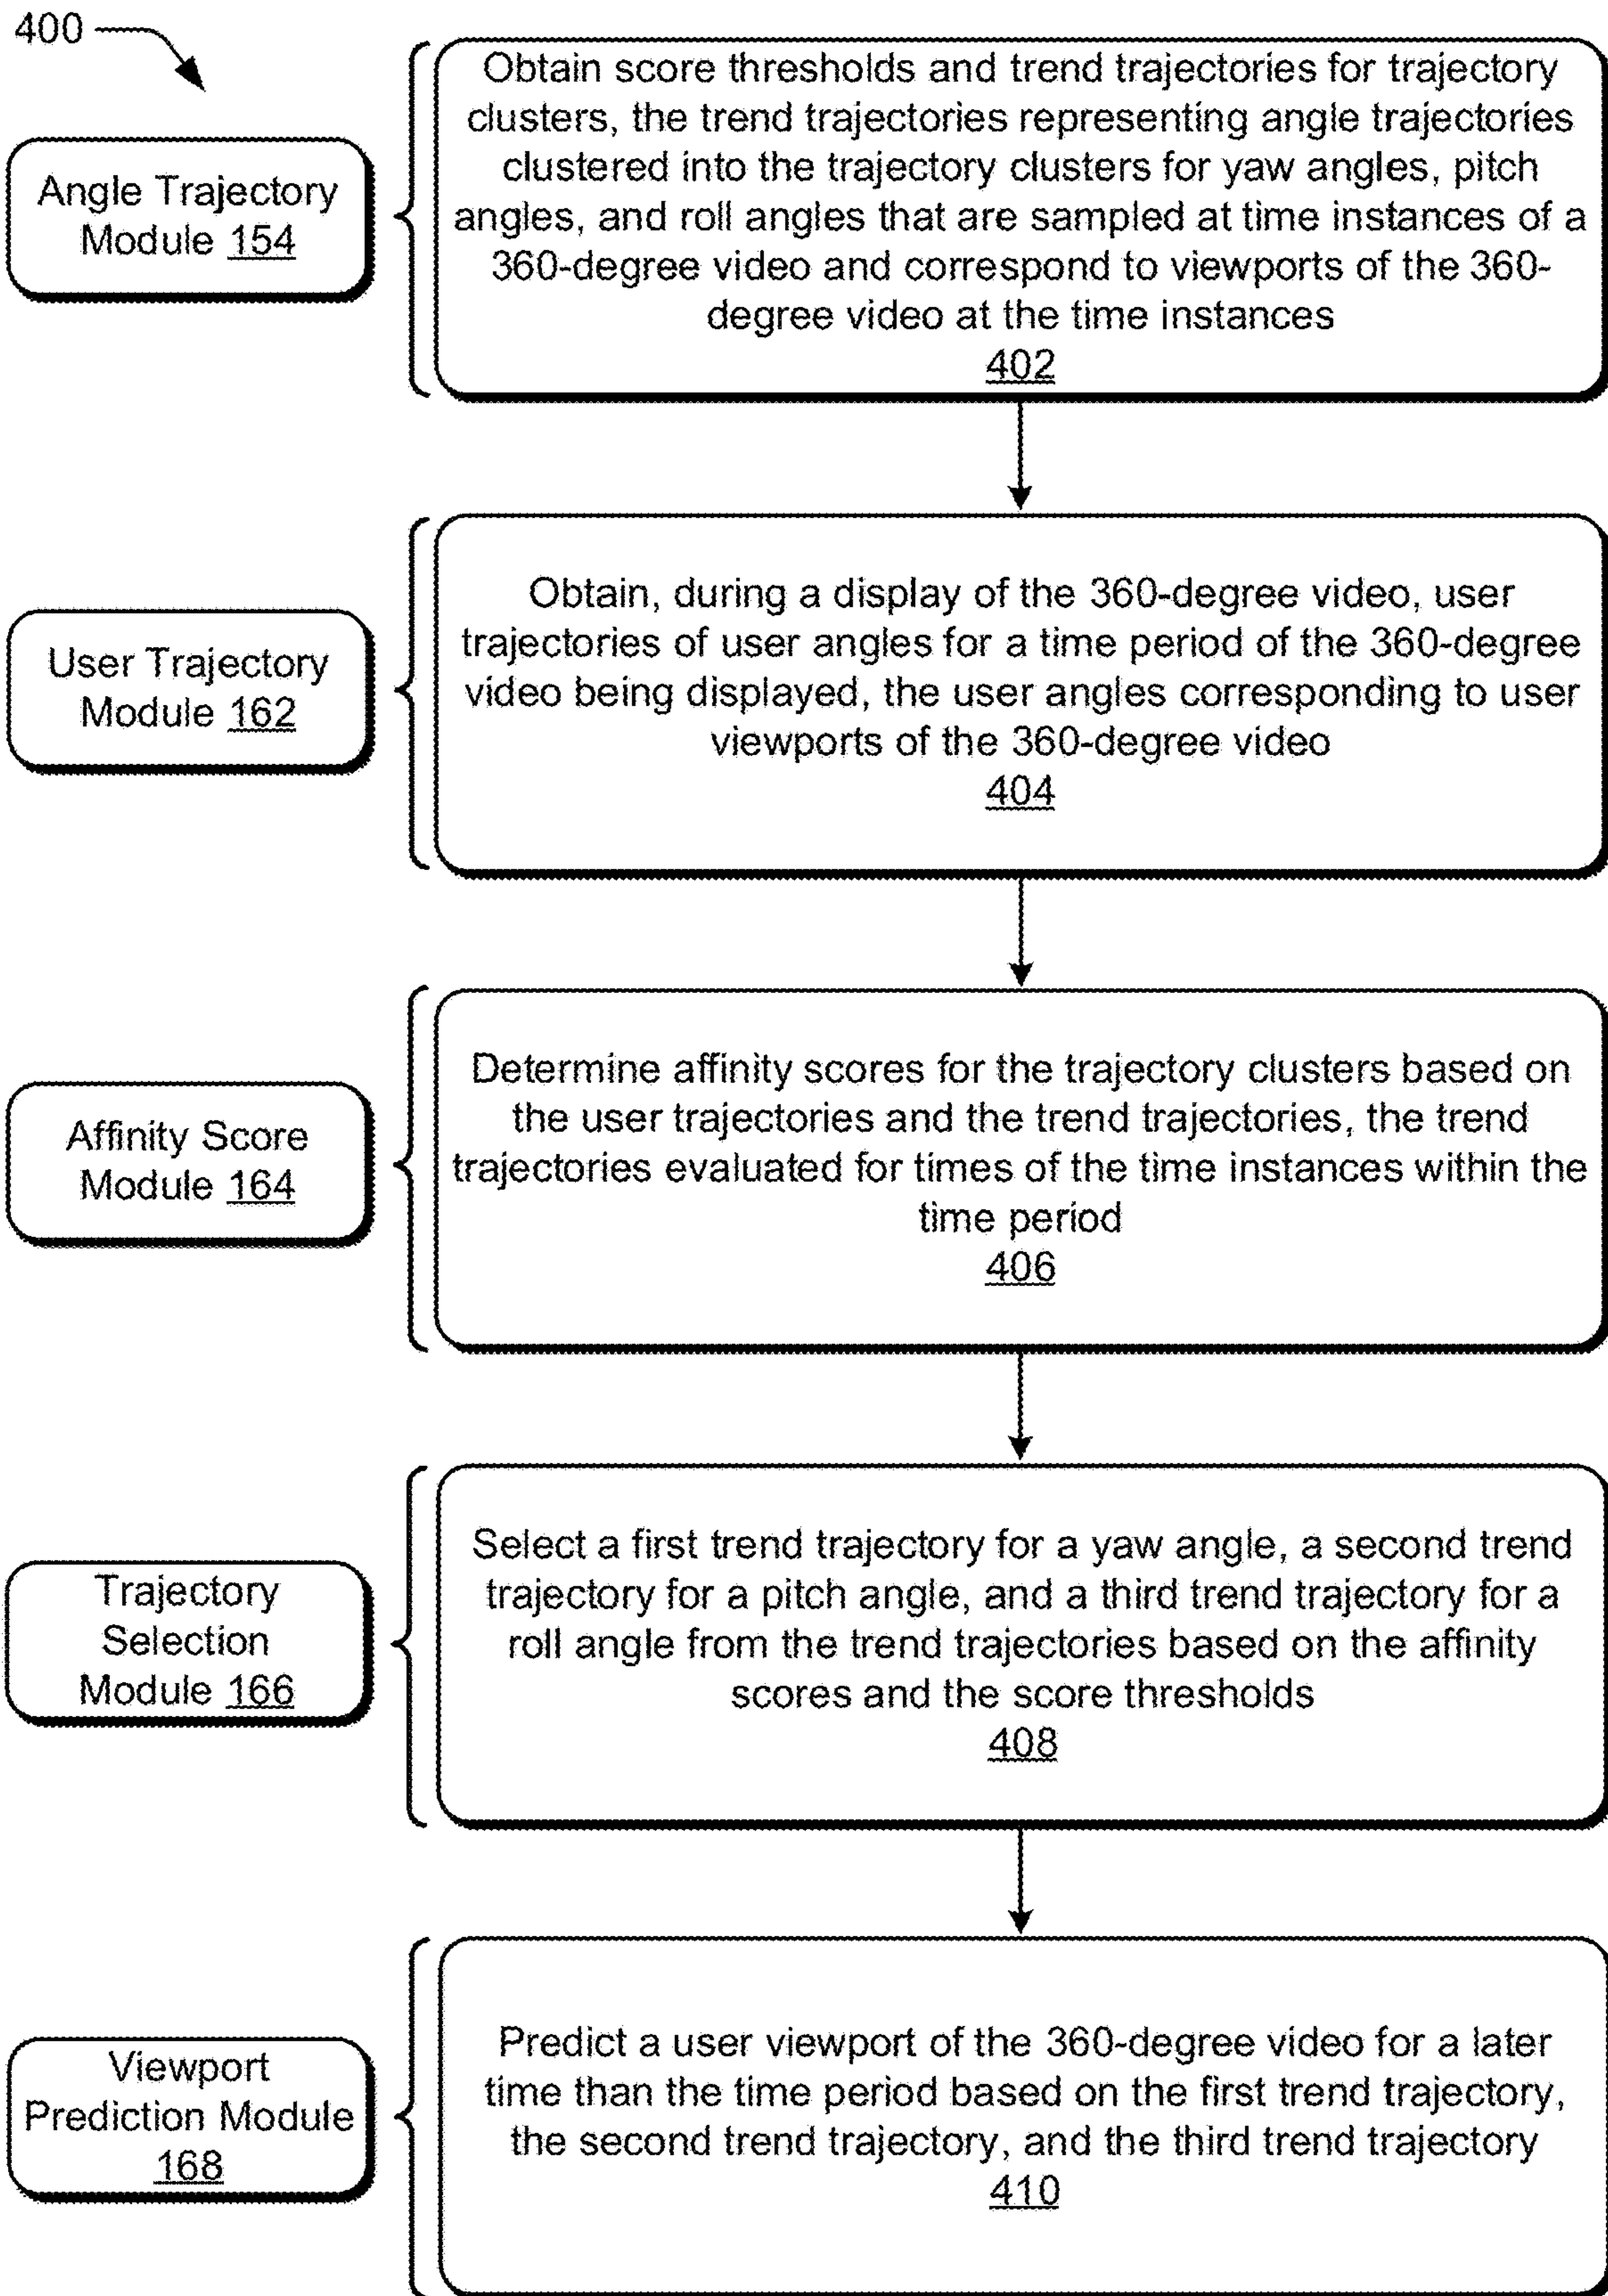 400
Angle Trajectory
Module 154
Obtain score thresholds and trend trajectories for trajectory
clusters, the trend trajectories representing angle trajectories
clustered into the trajectory clusters for yaw angles, pitch
angles, and roll angles that are sampled at time instances of a
360-degree video and correspond to viewports of the 360-
degree video at the time instances
402
User Trajectory
Module 162
Obtain, during a display of the 360-degree video, user
trajectories of user angles for a time period of the 360-degree
video being displayed, the user angles corresponding to user
viewports of the 360-degree video
404
Affinity Score
Module 164
Determine affinity scores for the trajectory clusters based on
the user trajectories and the trend trajectories, the trend
trajectories evaluated for times of the time instances within the
time period
406
Trajectory
Selection
Module 166
Select a first trend trajectory for a yaw angle, a second trend
trajectory for a pitch angle, and a third trend trajectory for a
roll angle from the trend trajectories based on the affinity
scores and the score thresholds
408
Viewport
Prediction Module
168
Predict a user viewport of the 360-degree video for a later
time than the time period based on the first trend trajectory,
the second trend trajectory, and the third trend trajectory
410